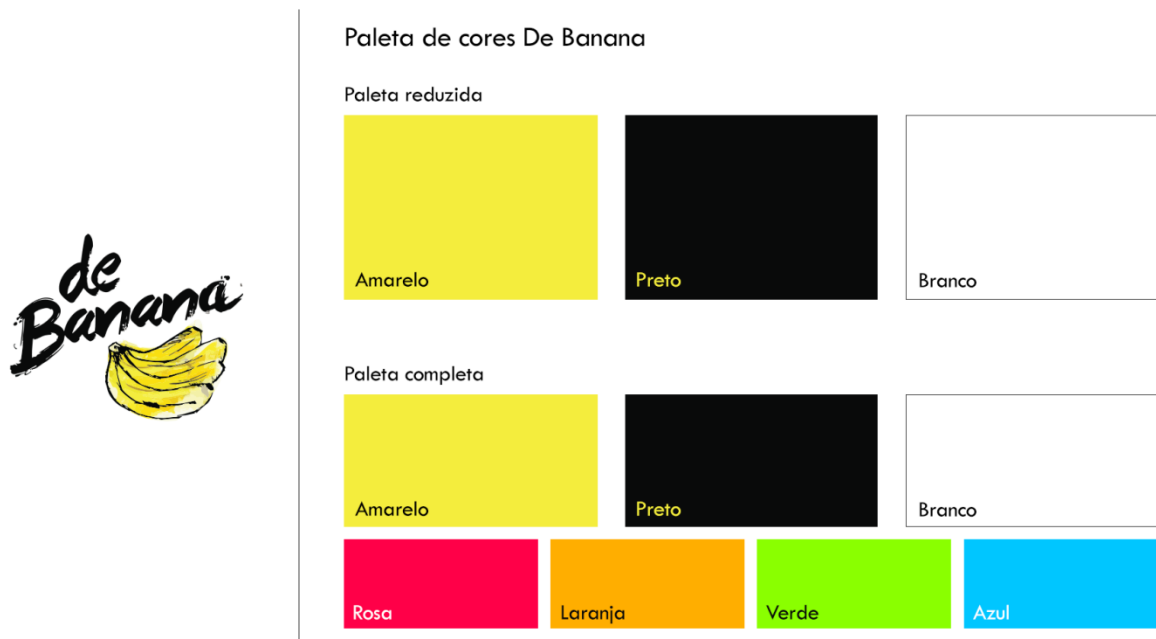 de
Banana
Paleta de cores De Banana
Paleta reduzida
Amarelo
Preto
Branco
Paleta completa
Amarelo
Preto
Branco
Rosa
Laranja
Verde
Azul